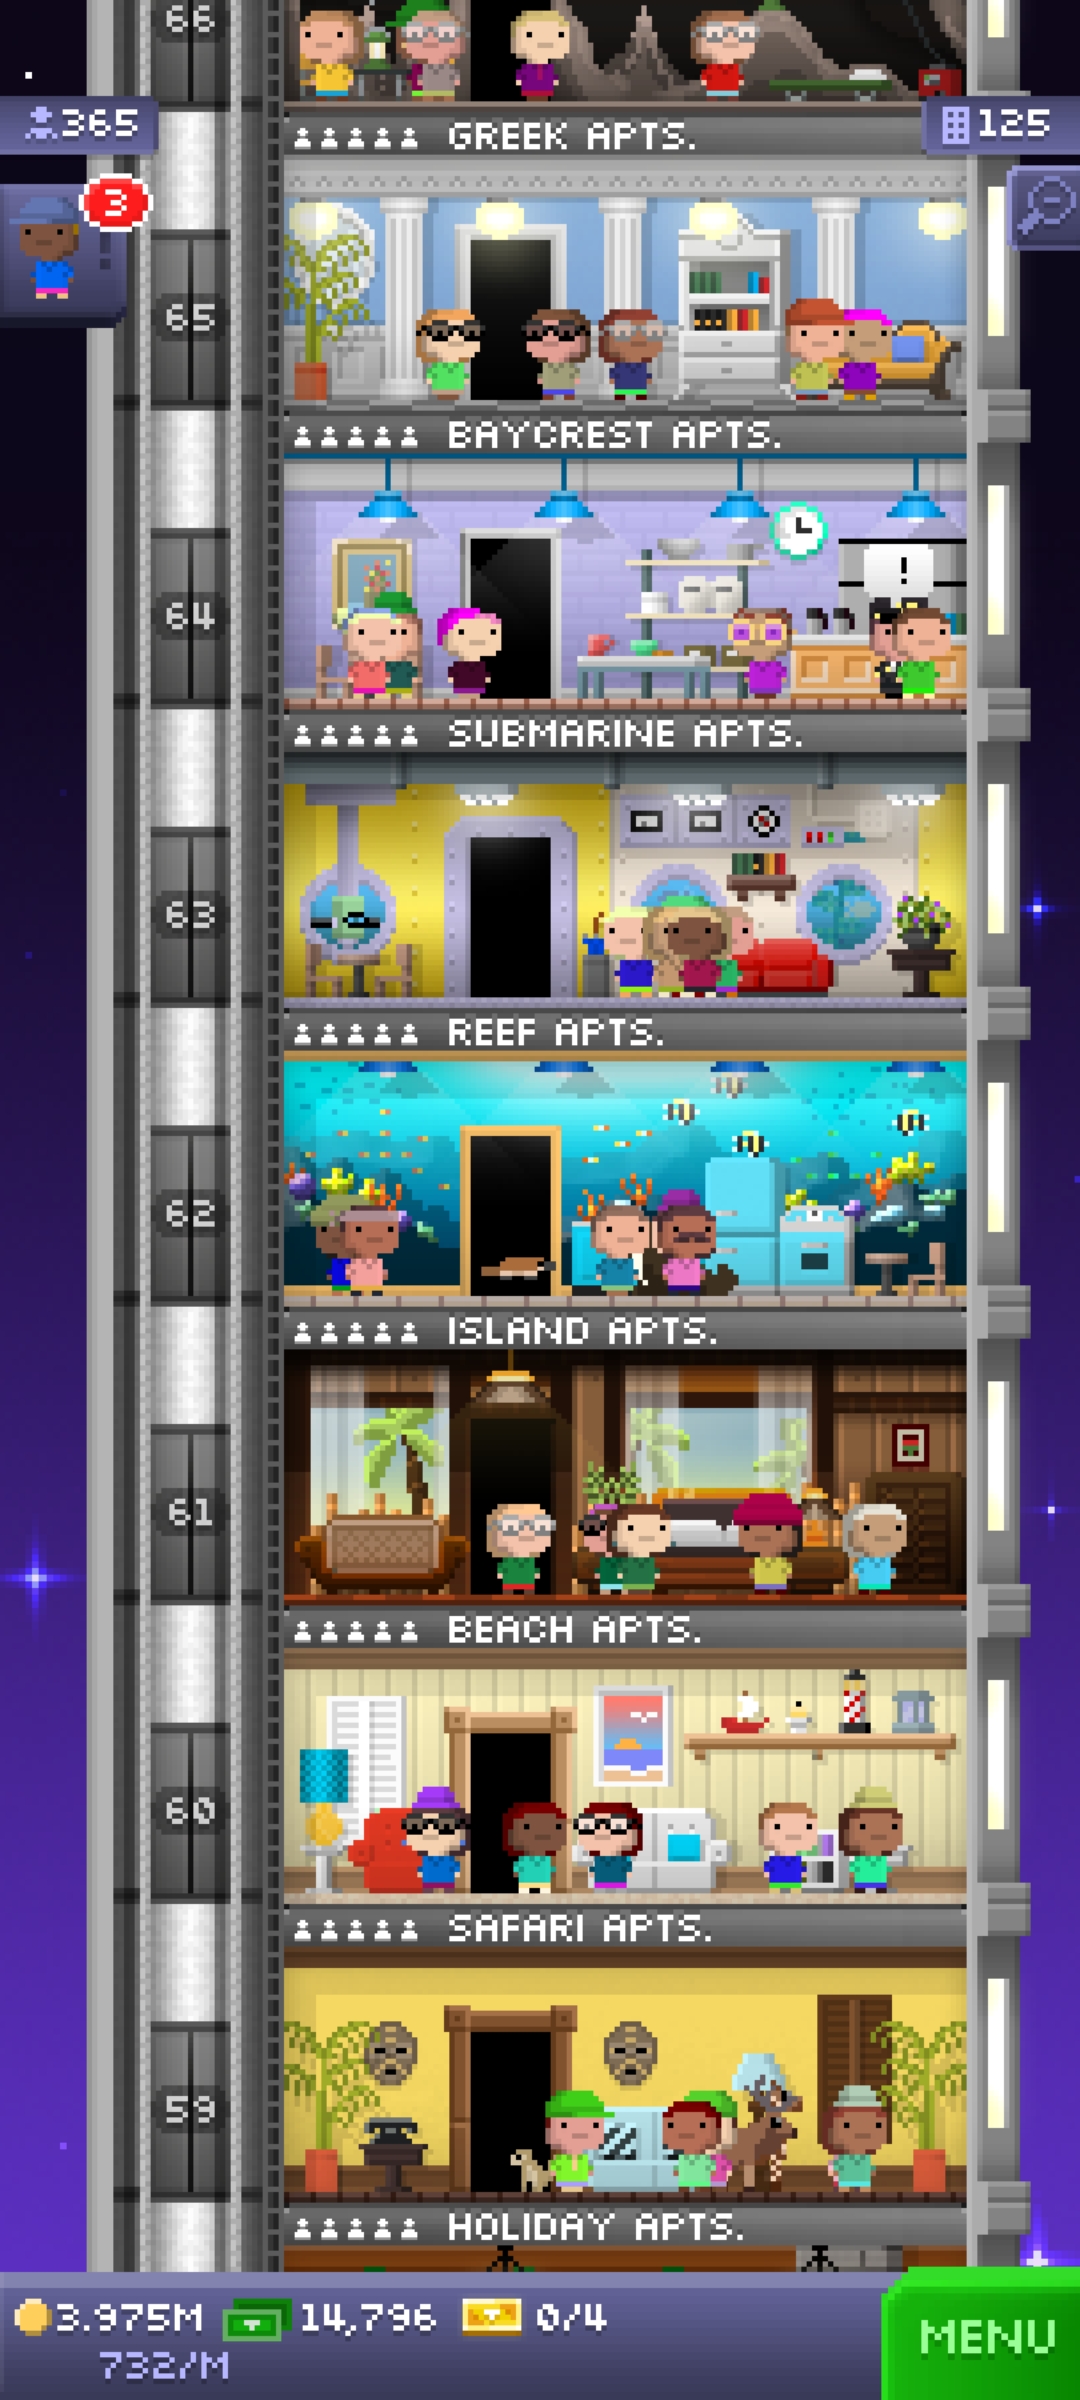 66
365
GREEK APTS.
125
3
65
BAYCREST APTS.
!
64
SUBMARINE APTS.
63
REEF APTS.
62
ISLAND APTS.
61
BEACH APTS.
60
SAFARI APTS.
59
HOLIDAY APTS.
3.975M 14,796 0/4
732/M
MENU